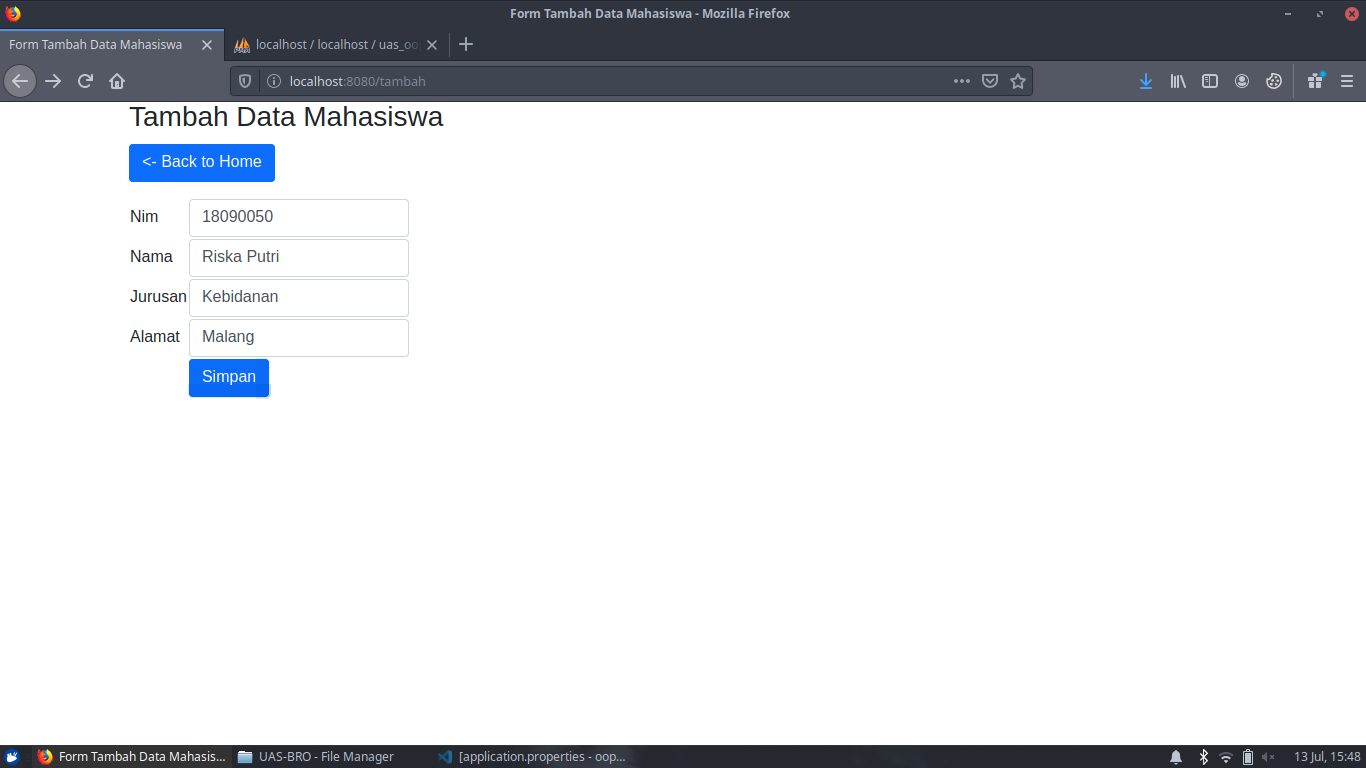 Form Tambah Data Mahasiswa - Mozilla Firefox
Form Tambah Data Mahasiswa
localhost / localhost / uas_oo
localhost:8080/tambah
Tambah Data Mahasiswa
<- Back to Home
Nim 18090050
Nama Riska Putri
Jurusan Kebidanan
Alamat Malang
Simpan
Form Tambah Data Mahasis... UAS-BRO - File Manager [application.properties - oop... 13 Jul, 15:48